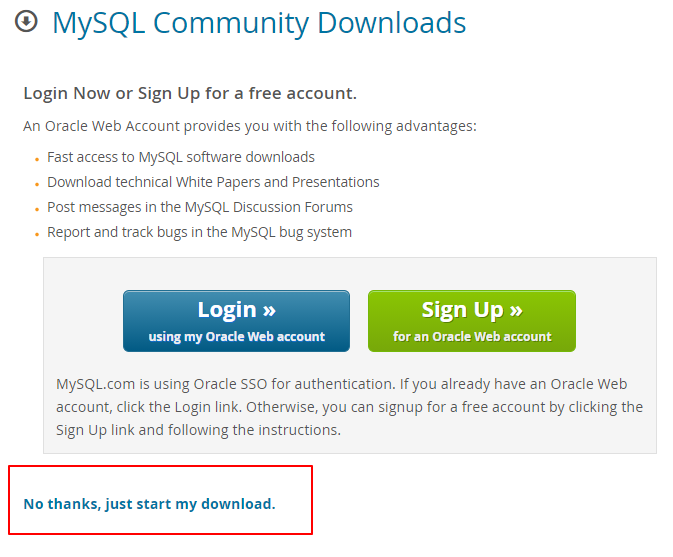 MySQL Community Downloads
Login Now or Sign Up for a free account.
An Oracle Web Account provides you with the following advantages:
Fast access to MySQL software downloads
Download technical White Papers and Presentations
Post messages in the MySQL Discussion Forums
Report and track bugs in the MySQL bug system
Login »
using my Oracle Web account
Sign Up »
for an Oracle Web account
MySQL.com is using Oracle SSO for authentication. If you already have an Oracle Web
account, click the Login link. Otherwise, you can signup for a free account by clicking the
Sign Up link and following the instructions.
No thanks, just start my download.